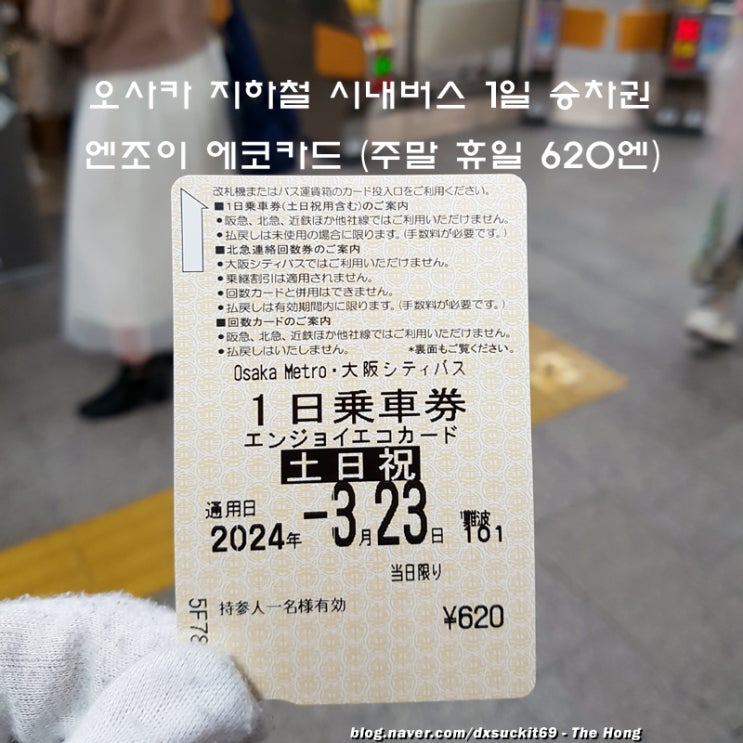 오사카 지하철 시내버스 1일 승차권
엔조이 에코카드 (주말 휴일 620엔)
改札機またはバス運賃箱のカード投入口をご利用ください。
■1日乗車券(土日祝用含む)のご案内
●阪急、北急、近鉄ほか他社線ではご利用いただけません。
●払戻しは未使用の場合に限ります。(手数料が必要です。)
■北急連絡回数券のご案内
●大阪シティバスではご利用いただけません。
●乗継割引は適用されません。
●回数カードと併用はできません。
●払戻しは有効期間内に限ります。(手数料が必要です。)
■回数カードのご案内
●阪急、北急、近鉄ほか他社線ではご利用いただけません。
●払戻しはいたしません。 *裏面もご覧ください。
Osaka Metro・大阪シティバス
1日乗車券
エンジョイエコカード
土日祝
通用日 2024年 -3月23日 難波 101
当日限り
持参人一名様有効 ¥620
5F78
blog.naver.com/dxsuckit69 - The Hong